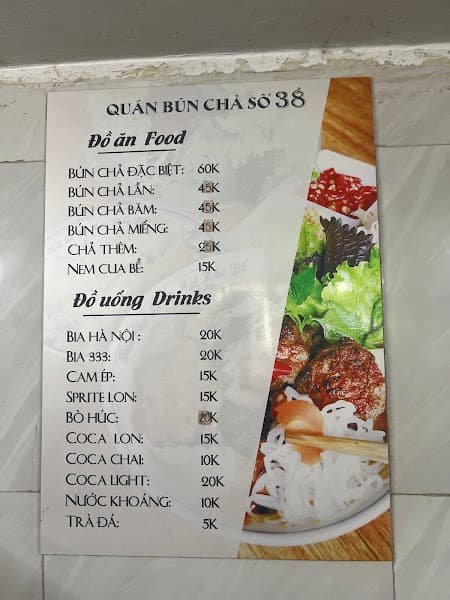 QUÁN BÚN CHẢ SỐ 38
Đồ ăn Food
BÚN CHẢ ĐẶC BIỆT: 60K
BÚN CHẢ LẪN: 45K
BÚN CHẢ BĂM: 45K
BÚN CHẢ MIẾNG: 45K
CHẢ THÊM: 25K
NEM CUA BỂ: 15K
Đồ uống Drinks
BIA HÀ NỘI: 20K
BIA 333: 20K
CAM ÉP: 15K
SPRITE LON: 15K
BÒ HÚC: 20K
COCA LON: 15K
COCA CHAI: 10K
COCA LIGHT: 20K
NƯỚC KHOÁNG: 10K
TRÀ ĐÁ: 5K